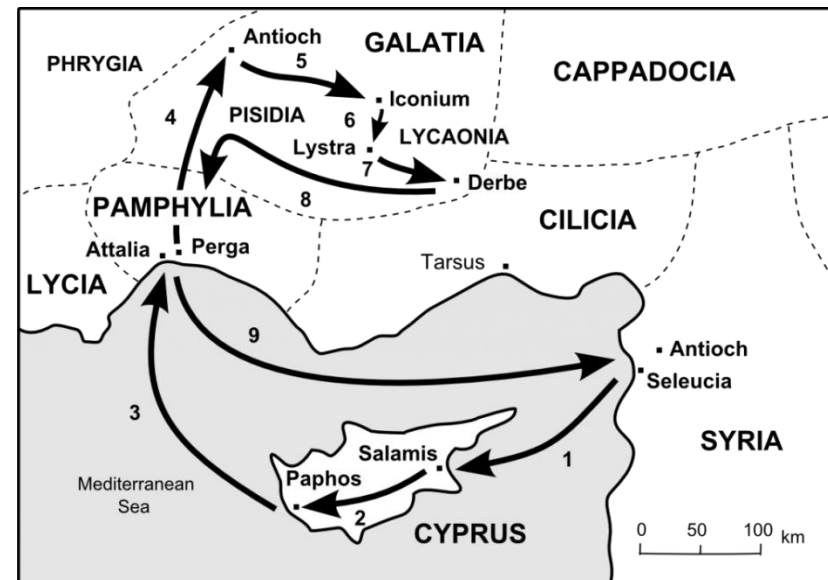 Antioch
GALATIA
PHRYGIA
5
CAPPADOCIA
Iconium
4
PISIDIA
6
LYCAONIA
Lystra
7
Derbe
8
PAMPHYLIA
CILICIA
Attalia
Perga
Tarsus
LYCIA
9
Antioch
Seleucia
3
SYRIA
Salamis
1
Paphos
Mediterranean
Sea
2
CYPRUS
0 50 100 km